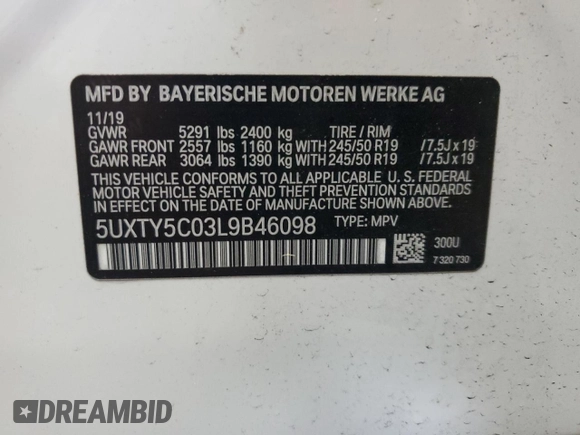 MFD BY BAYERISCHE MOTOREN WERKE AG
11/19
GVWR 5291 lbs 2400 kg TIRE / RIM
GAWR FRONT 2557 lbs 1160 kg WITH 245/50 R19 /7.5J x 19
GAWR REAR 3064 lbs 1390 kg WITH 245/50 R19 /7.5J x 19
THIS VEHICLE CONFORMS TO ALL APPLICABLE U. S. FEDERAL
MOTOR VEHICLE SAFETY AND THEFT PREVENTION STANDARDS
IN EFFECT ON THE DATE OF MANUFACTURE SHOWN ABOVE.
5UXTY5C03L9B46098 TYPE: MPV
300U
7 320 730
DREAMBID